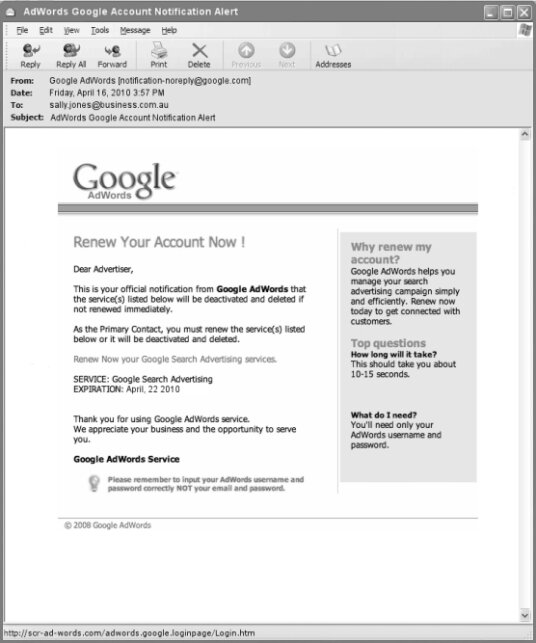 AdWords Google Account Notification Alert
File Edit View Tools Message Help
Reply Reply All Forward Print Delete Previous Next Addresses
From: Google AdWords [notification-noreply@google.com]
Date: Friday, April 16, 2010 3:57 PM
To: sally.jones@business.com.au
Subject: AdWords Google Account Notification Alert
Google
AdWords
Renew Your Account Now !
Dear Advertiser,
This is your official notification from Google AdWords that
the service(s) listed below will be deactivated and deleted if
not renewed immediately.
As the Primary Contact, you must renew the service(s) listed
below or it will be deactivated and deleted.
Renew Now your Google Search Advertising services.
SERVICE: Google Search Advertising
EXPIRATION: April, 22 2010
Thank you for using Google AdWords service.
We appreciate your business and the opportunity to serve
you.
Google AdWords Service
Please remember to input your AdWords username and
password correctly NOT your email and password.
Why renew my
account?
Google AdWords helps you
manage your search
advertising campaign simply
and efficiently. Renew now
today to get connected with
customers.
Top questions
How long will it take?
This should take you about
10-15 seconds.
What do I need?
You'll need only your
AdWords username and
password.
© 2008 Google AdWords
http://scr-ad-words.com/adwords.google.loginpage/Login.htm